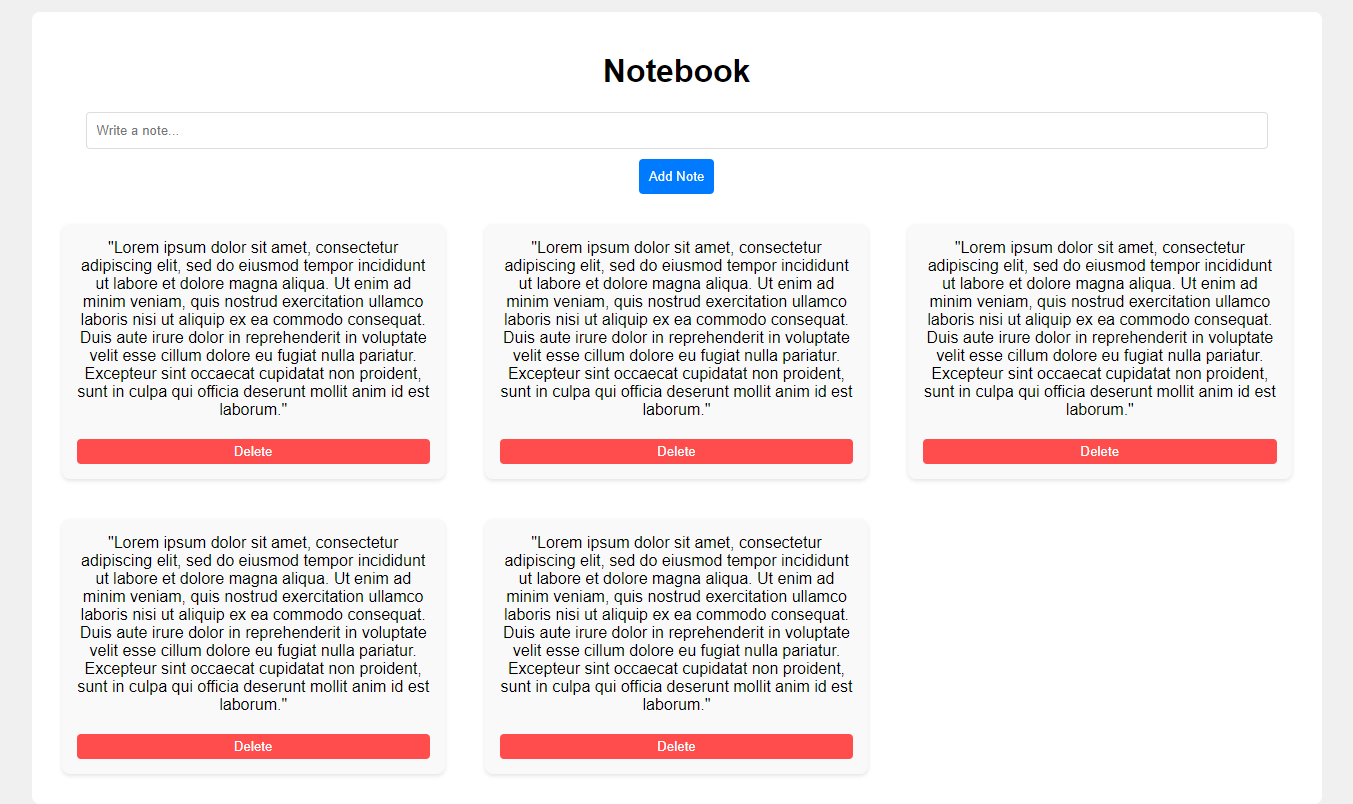 Notebook
Write a note...
Add Note
"Lorem ipsum dolor sit amet, consectetur
adipiscing elit, sed do eiusmod tempor incididunt
ut labore et dolore magna aliqua. Ut enim ad
minim veniam, quis nostrud exercitation ullamco
laboris nisi ut aliquip ex ea commodo consequat.
Duis aute irure dolor in reprehenderit in voluptate
velit esse cillum dolore eu fugiat nulla pariatur.
Excepteur sint occaecat cupidatat non proident,
sunt in culpa qui officia deserunt mollit anim id est
laborum."
Delete
"Lorem ipsum dolor sit amet, consectetur
adipiscing elit, sed do eiusmod tempor incididunt
ut labore et dolore magna aliqua. Ut enim ad
minim veniam, quis nostrud exercitation ullamco
laboris nisi ut aliquip ex ea commodo consequat.
Duis aute irure dolor in reprehenderit in voluptate
velit esse cillum dolore eu fugiat nulla pariatur.
Excepteur sint occaecat cupidatat non proident,
sunt in culpa qui officia deserunt mollit anim id est
laborum."
Delete
"Lorem ipsum dolor sit amet, consectetur
adipiscing elit, sed do eiusmod tempor incididunt
ut labore et dolore magna aliqua. Ut enim ad
minim veniam, quis nostrud exercitation ullamco
laboris nisi ut aliquip ex ea commodo consequat.
Duis aute irure dolor in reprehenderit in voluptate
velit esse cillum dolore eu fugiat nulla pariatur.
Excepteur sint occaecat cupidatat non proident,
sunt in culpa qui officia deserunt mollit anim id est
laborum."
Delete
"Lorem ipsum dolor sit amet, consectetur
adipiscing elit, sed do eiusmod tempor incididunt
ut labore et dolore magna aliqua. Ut enim ad
minim veniam, quis nostrud exercitation ullamco
laboris nisi ut aliquip ex ea commodo consequat.
Duis aute irure dolor in reprehenderit in voluptate
velit esse cillum dolore eu fugiat nulla pariatur.
Excepteur sint occaecat cupidatat non proident,
sunt in culpa qui officia deserunt mollit anim id est
laborum."
Delete
"Lorem ipsum dolor sit amet, consectetur
adipiscing elit, sed do eiusmod tempor incididunt
ut labore et dolore magna aliqua. Ut enim ad
minim veniam, quis nostrud exercitation ullamco
laboris nisi ut aliquip ex ea commodo consequat.
Duis aute irure dolor in reprehenderit in voluptate
velit esse cillum dolore eu fugiat nulla pariatur.
Excepteur sint occaecat cupidatat non proident,
sunt in culpa qui officia deserunt mollit anim id est
laborum."
Delete